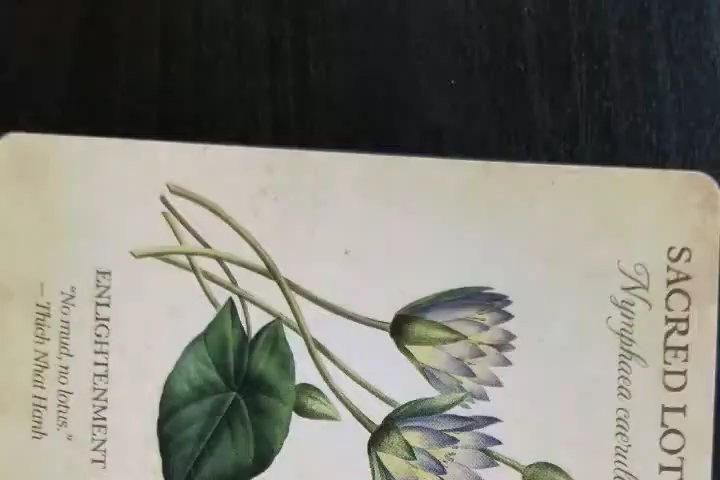 SACRED LOT
Nymphaea caerul
ENLIGHTENMENT
"No mud, no lotus."
– Thich Nhat Hanh